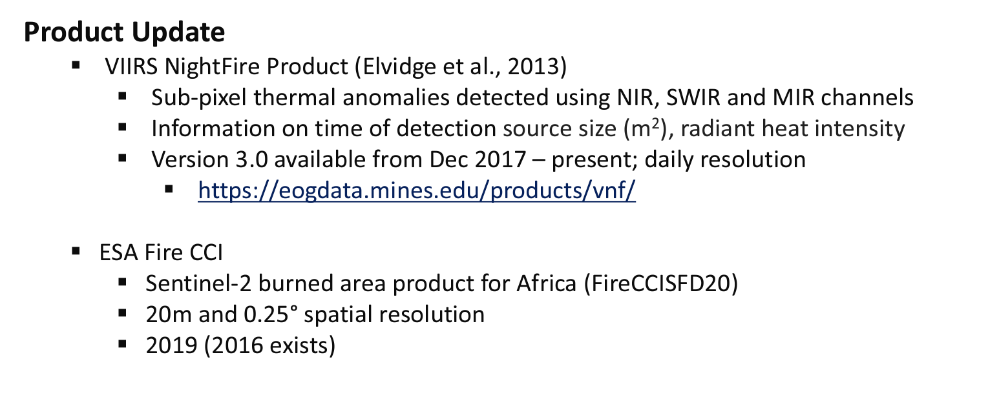 Product Update
▪ VIIRS NightFire Product (Elvidge et al., 2013)
▪ Sub-pixel thermal anomalies detected using NIR, SWIR and MIR channels
▪ Information on time of detection source size (m²), radiant heat intensity
▪ Version 3.0 available from Dec 2017 – present; daily resolution
▪ https://eogdata.mines.edu/products/vnf/
▪ ESA Fire CCI
▪ Sentinel-2 burned area product for Africa (FireCCISFD20)
▪ 20m and 0.25° spatial resolution
▪ 2019 (2016 exists)